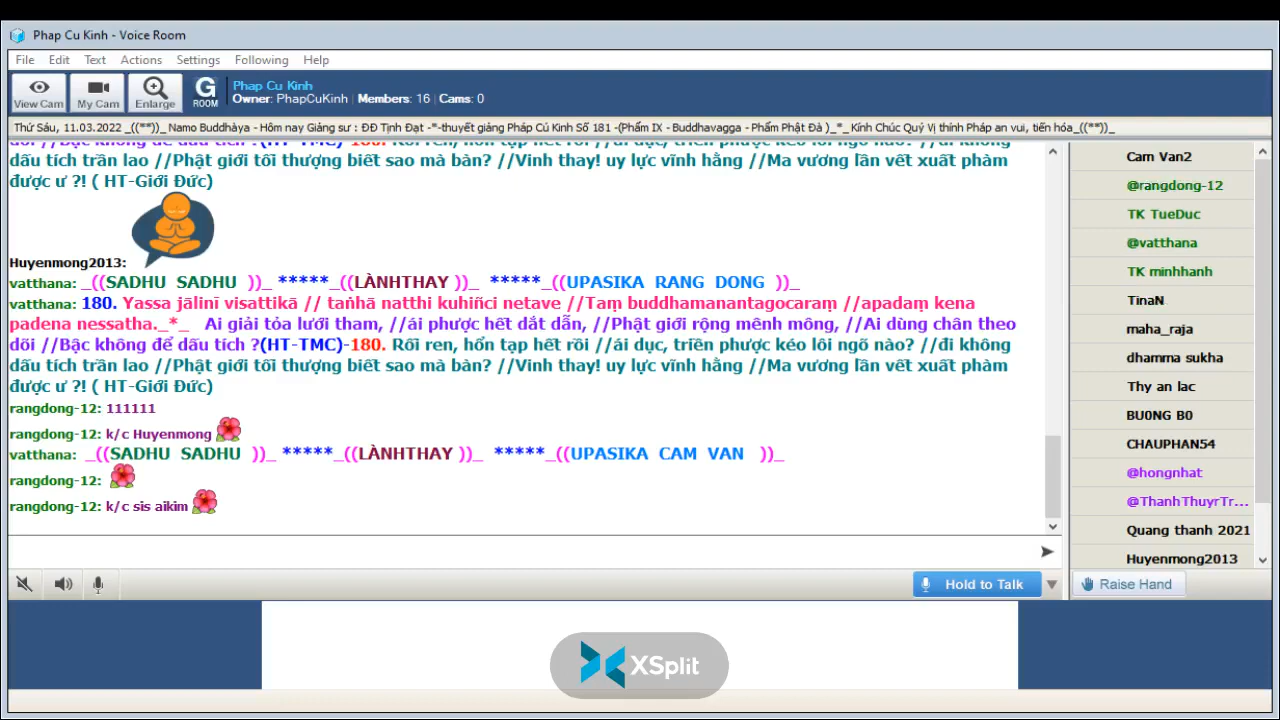 Phap Cu Kinh - Voice Room
File Edit Text Actions Settings Following Help
View Cam My Cam Enlarge G ROOM
Phap Cu Kinh
Owner: PhapCuKinh | Members: 16 | Cams: 0
Thứ Sáu, 11.03.2022 _((**))_ Namo Buddhàya - Hôm nay Giảng sư : ĐĐ Tịnh Đạt -*-thuyết giảng Pháp Cú Kinh Số 181 -(Phẩm IX - Buddhavagga - Phẩm Phật Đà )_*_ Kính Chúc Quý Vị thính Pháp an vui, tiến hóa_((**))_
dấu tích trần lao //Phật giới tối thượng biết sao mà bàn? //Vinh thay! uy lực vĩnh hằng //Ma vương lần vết xuất phàm
được ư ?! ( HT-Giới Đức)
Huyenmong2013:
vatthana: _((SADHU SADHU ))_ *****_((LÀNHTHAY ))_ *****_((UPASIKA RANG DONG ))_
vatthana: 180. Yassa jālinī visattikā // taṅhā natthi kuhiñci netave //Taṃ buddhamanantagocaraṃ //apadaṃ kena
padena nessatha._*_ Ai giải tỏa lưới tham, //ái phược hết dắt dẫn, //Phật giới rộng mênh mông, //Ai dùng chân theo
dõi //Bậc không để dấu tích ?(HT-TMC)-180. Rối ren, hổn tạp hết rồi //ái dục, triền phược kéo lôi ngõ nào? //đi không
dấu tích trần lao //Phật giới tối thượng biết sao mà bàn? //Vinh thay! uy lực vĩnh hằng //Ma vương lần vết xuất phàm
được ư ?! ( HT-Giới Đức)
rangdong-12: 111111
rangdong-12: k/c Huyenmong
vatthana: _((SADHU SADHU ))_ *****_((LÀNHTHAY ))_ *****_((UPASIKA CAM VAN ))_
rangdong-12:
rangdong-12: k/c sis aikim
Cam Van2
@rangdong-12
TK TueDuc
@vatthana
TK minhhanh
TinaN
maha_raja
dhamma sukha
Thy an lac
BU0NG B0
CHAUPHAN54
@hongnhat
@ThanhThuyrTr...
Quang thanh 2021
Huyenmong2013
Hold to Talk
Raise Hand
XSplit